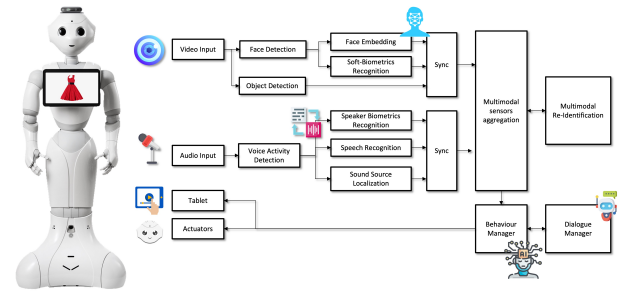 Video Input
Face Detection
Face Embedding
Soft-Biometrics
Recognition
Object Detection
Sync
Multimodal
sensors
aggregation
Multimodal
Re-Identification
Audio Input
Voice Activity
Detection
Speaker Biometrics
Recognition
Speech Recognition
Sound Source
Localization
Sync
Tablet
Actuators
Behaviour
Manager
Dialogue
Manager